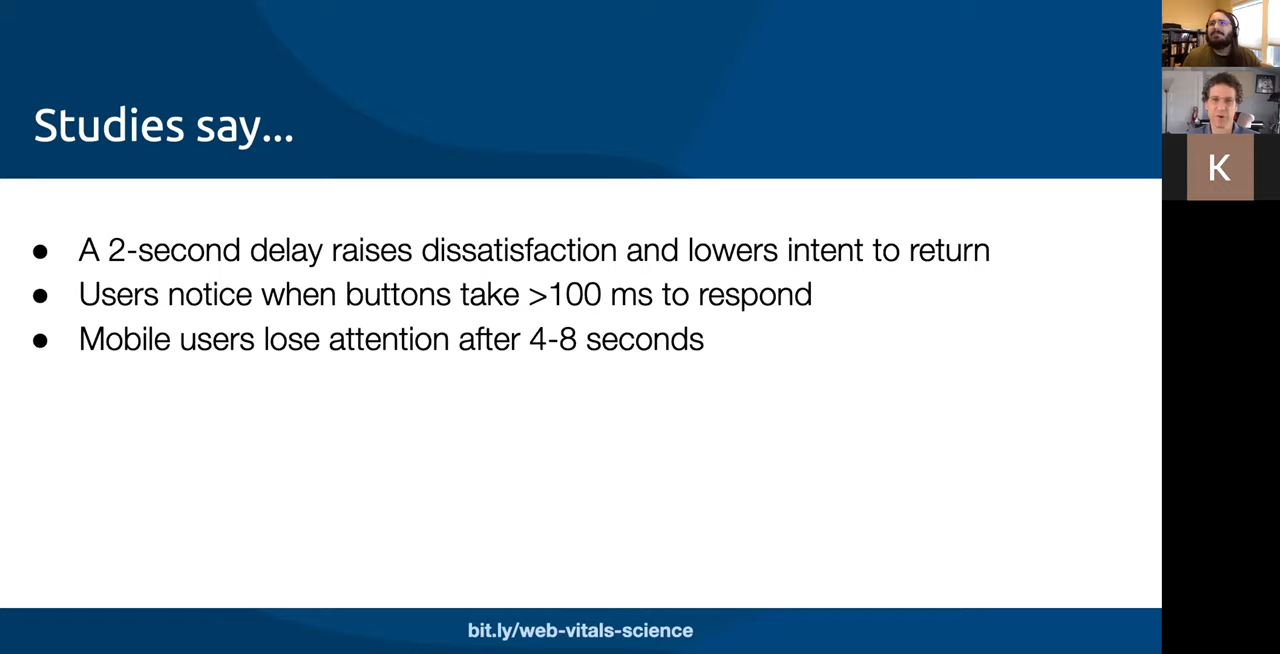 Studies say...
● A 2-second delay raises dissatisfaction and lowers intent to return
● Users notice when buttons take >100 ms to respond
● Mobile users lose attention after 4-8 seconds
bit.ly/web-vitals-science
K